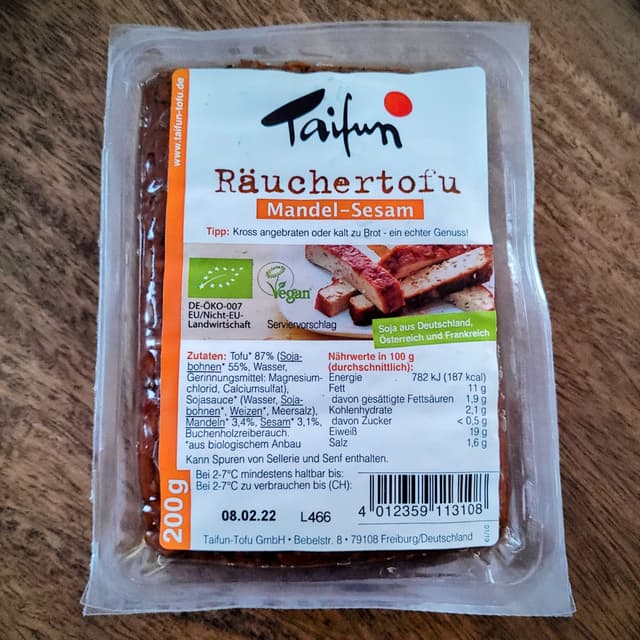 www.taifun-tofu.de
Taifun
Räuchertofu
Mandel-Sesam
Tipp: Kross angebraten oder kalt zu Brot - ein echter Genuss!
DE-ÖKO-007
EU/Nicht-EU-
Landwirtschaft
Vegan
Serviervorschlag
Soja aus Deutschland,
Österreich und Frankreich
Zutaten: Tofu* 87% (Soja-
bohnen* 55%, Wasser,
Gerinnungsmittel: Magnesium-
chlorid, Calciumsulfat),
Sojasauce* (Wasser, Soja-
bohnen*, Weizen*, Meersalz),
Mandeln* 3,4%, Sesam* 3,1%,
Buchenholzreiberauch.
*aus biologischem Anbau
Kann Spuren von Sellerie und Senf enthalten.
Nährwerte in 100 g
(durchschnittlich):
Energie 782 kJ (187 kcal)
Fett 11 g
davon gesättigte Fettsäuren 1,9 g
Kohlenhydrate 2,1 g
davon Zucker < 0,5 g
Eiweiß 19 g
Salz 1,6 g
200g
Bei 2-7°C mindestens haltbar bis:
Bei 2-7°C zu verbrauchen bis (CH):
08.02.22 L466
4 012359 113108
Taifun-Tofu GmbH • Bebelstr. 8 • 79108 Freiburg/Deutschland